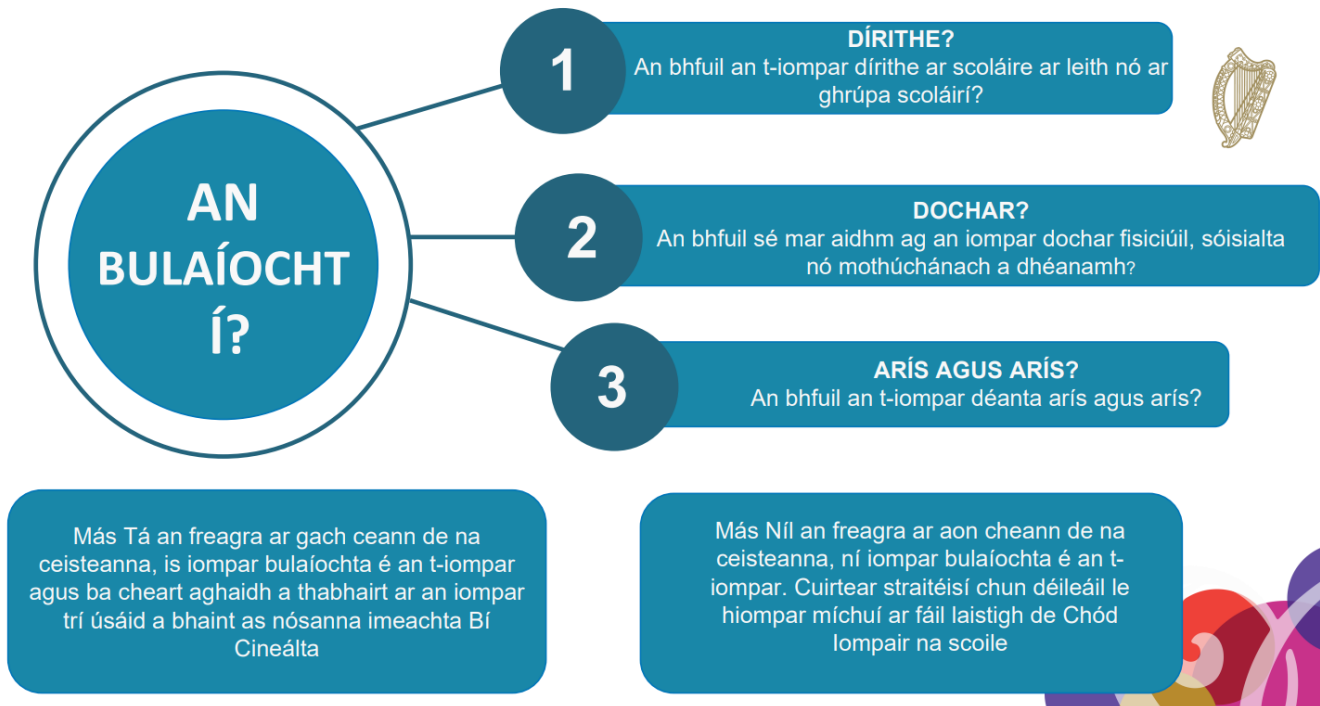 AN
BULAÍOCHT
Í?
1
DÍRITHE?
An bhfuil an t-iompar dírithe ar scoláire ar leith nó ar
ghrúpa scoláirí?
2
DOCHAR?
An bhfuil sé mar aidhm ag an iompar dochar fisiciúil, sóisialta
nó mothúchánach a dhéanamh?
3
ARÍS AGUS ARÍS?
An bhfuil an t-iompar déanta arís agus arís?
Más Tá an freagra ar gach ceann de na
ceisteanna, is iompar bulaíochta é an t-iompar
agus ba cheart aghaidh a thabhairt ar an iompar
trí úsáid a bhaint as nósanna imeachta Bí
Cineálta
Más Níl an freagra ar aon cheann de na
ceisteanna, ní iompar bulaíochta é an t-
iompar. Cuirtear straitéisí chun déileáil le
hiompar míchuí ar fáil laistigh de Chód
Iompair na scoile